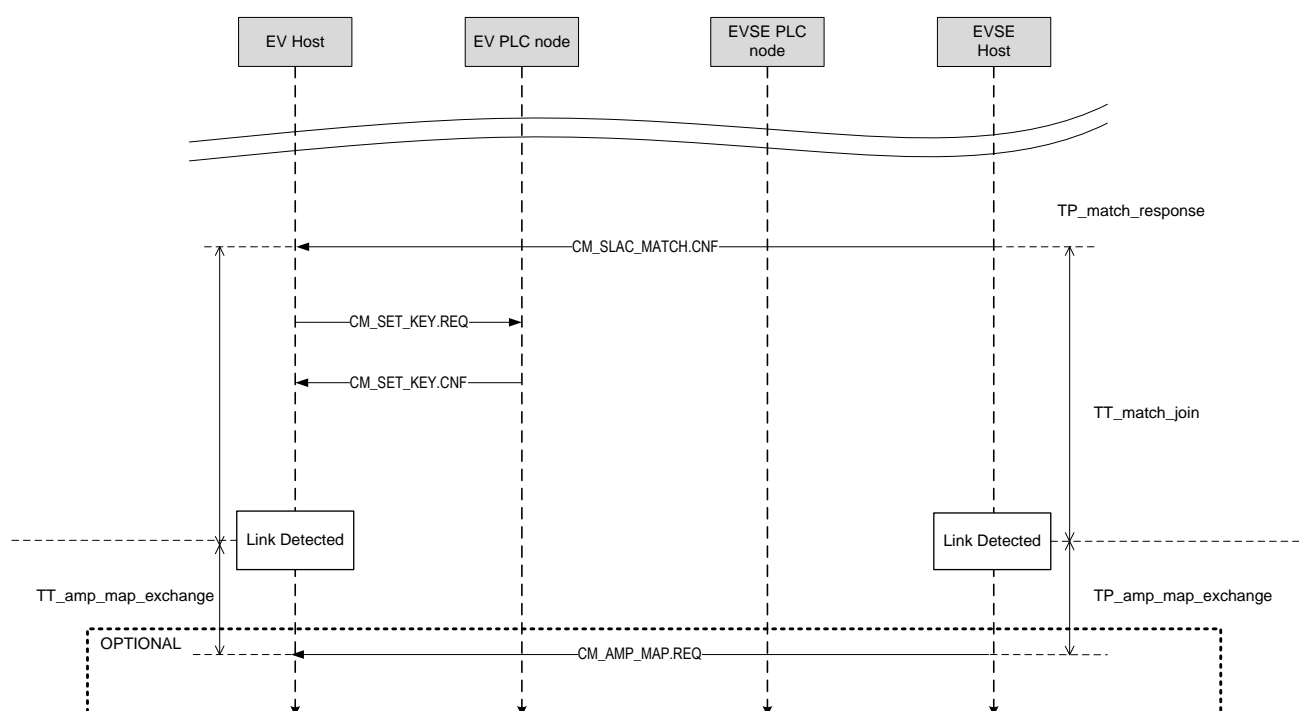 EV Host
EV PLC node
EVSE PLC
node
EVSE
Host
TP_match_response
CM_SLAC_MATCH.CNF
CM_SET_KEY.REQ
CM_SET_KEY.CNF
TT_match_join
Link Detected
Link Detected
TT_amp_map_exchange
TP_amp_map_exchange
OPTIONAL
CM_AMP_MAP.REQ